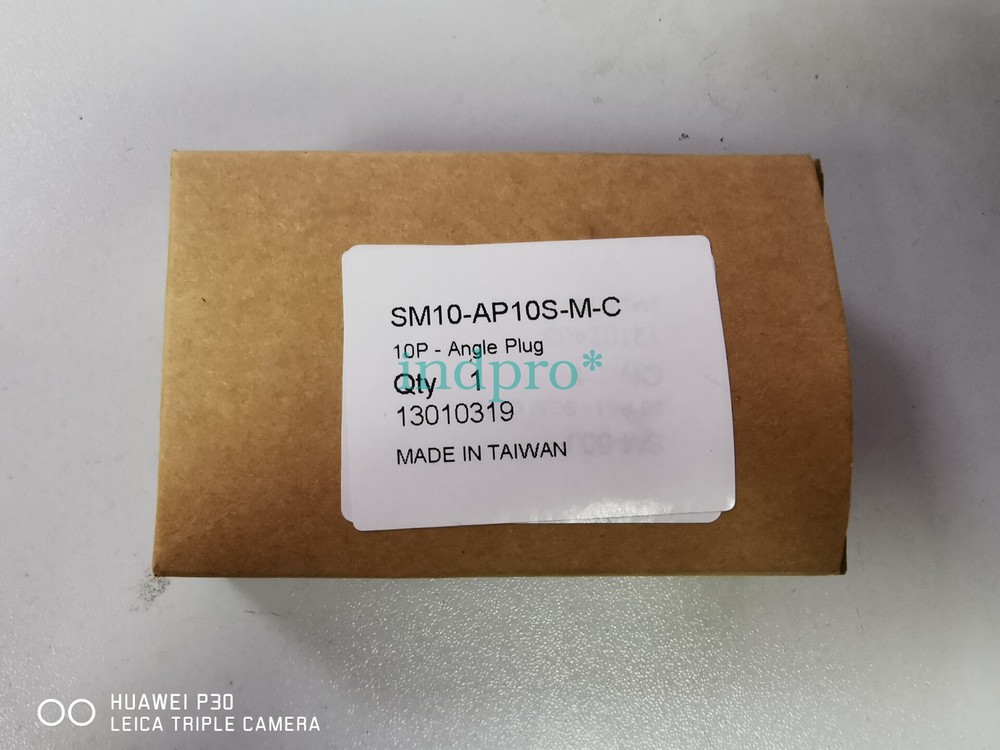 SM10-AP10S-M-C
10P - Angle Plug
indpro*
Qty 1
13010319
MADE IN TAIWAN
HUAWEI P30
LEICA TRIPLE CAMERA